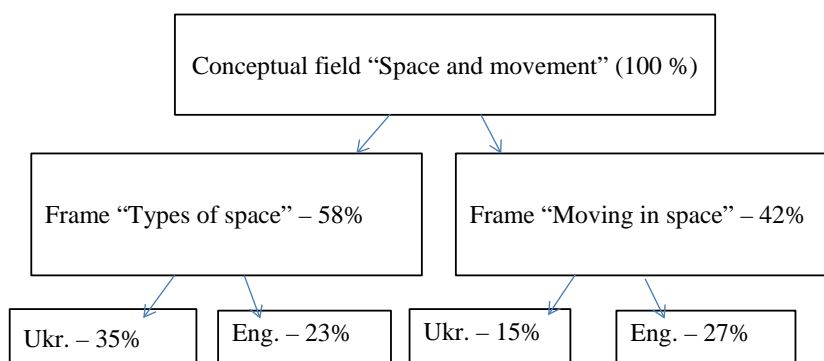 Conceptual field “Space and movement” (100 %)
Frame “Types of space” – 58%
Frame “Moving in space” – 42%
Ukr. – 35%
Eng. – 23%
Ukr. – 15%
Eng. – 27%